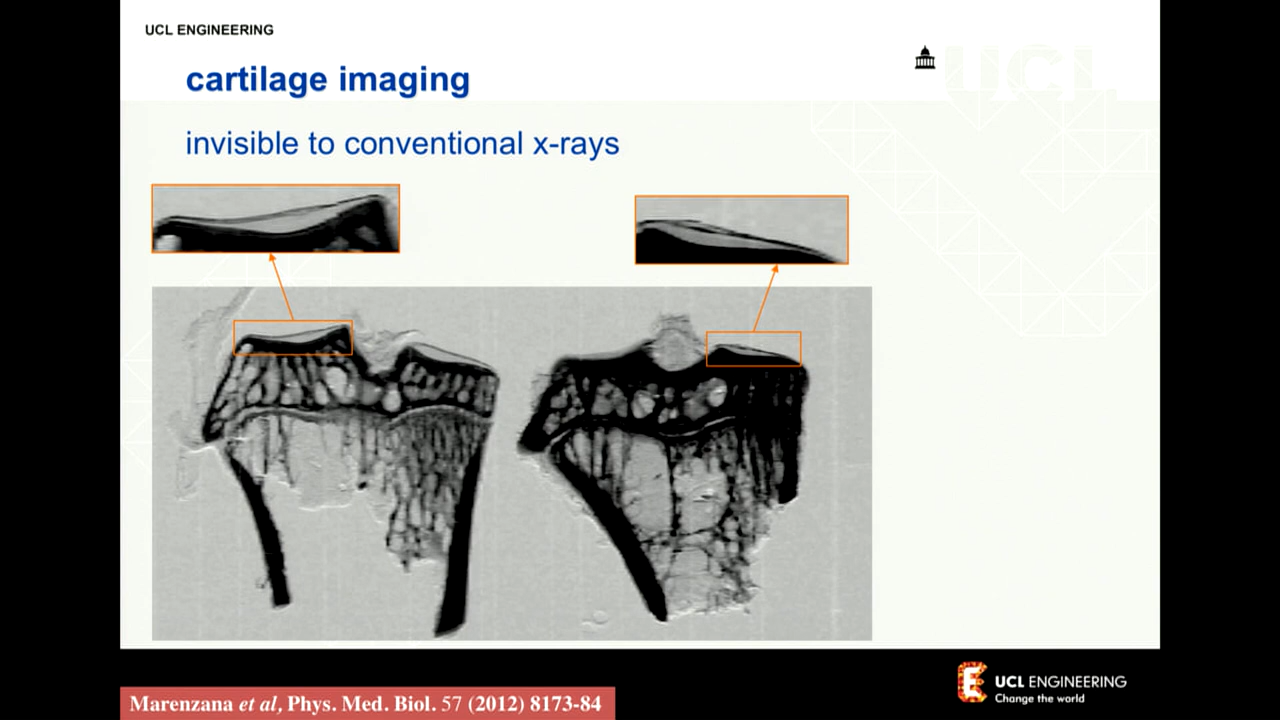 UCL ENGINEERING
UCL
cartilage imaging
invisible to conventional x-rays
UCL ENGINEERING
Change the world
Marenzana et al, Phys. Med. Biol. 57 (2012) 8173-84